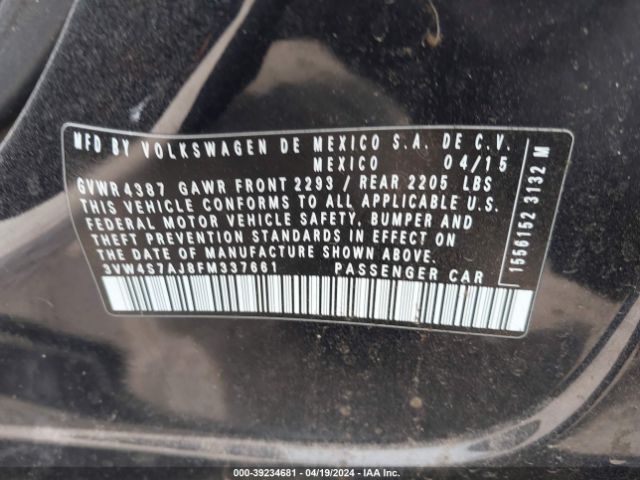 MFD BY VOLKSWAGEN DE MEXICO S.A. DE C.V.
MEXICO 04/15
GVWR 4387 GAWR FRONT 2293 / REAR 2205 LBS
THIS VEHICLE CONFORMS TO ALL APPLICABLE U.S.
FEDERAL MOTOR VEHICLE SAFETY, BUMPER AND
THEFT PREVENTION STANDARDS IN EFFECT ON
THE DATE OF MANUFACTURE SHOWN ABOVE.
3VW4S7AJ8FM337661 PASSENGER CAR
1556152 3132 M
000-39234681 - 04/19/2024 - IAA Inc.